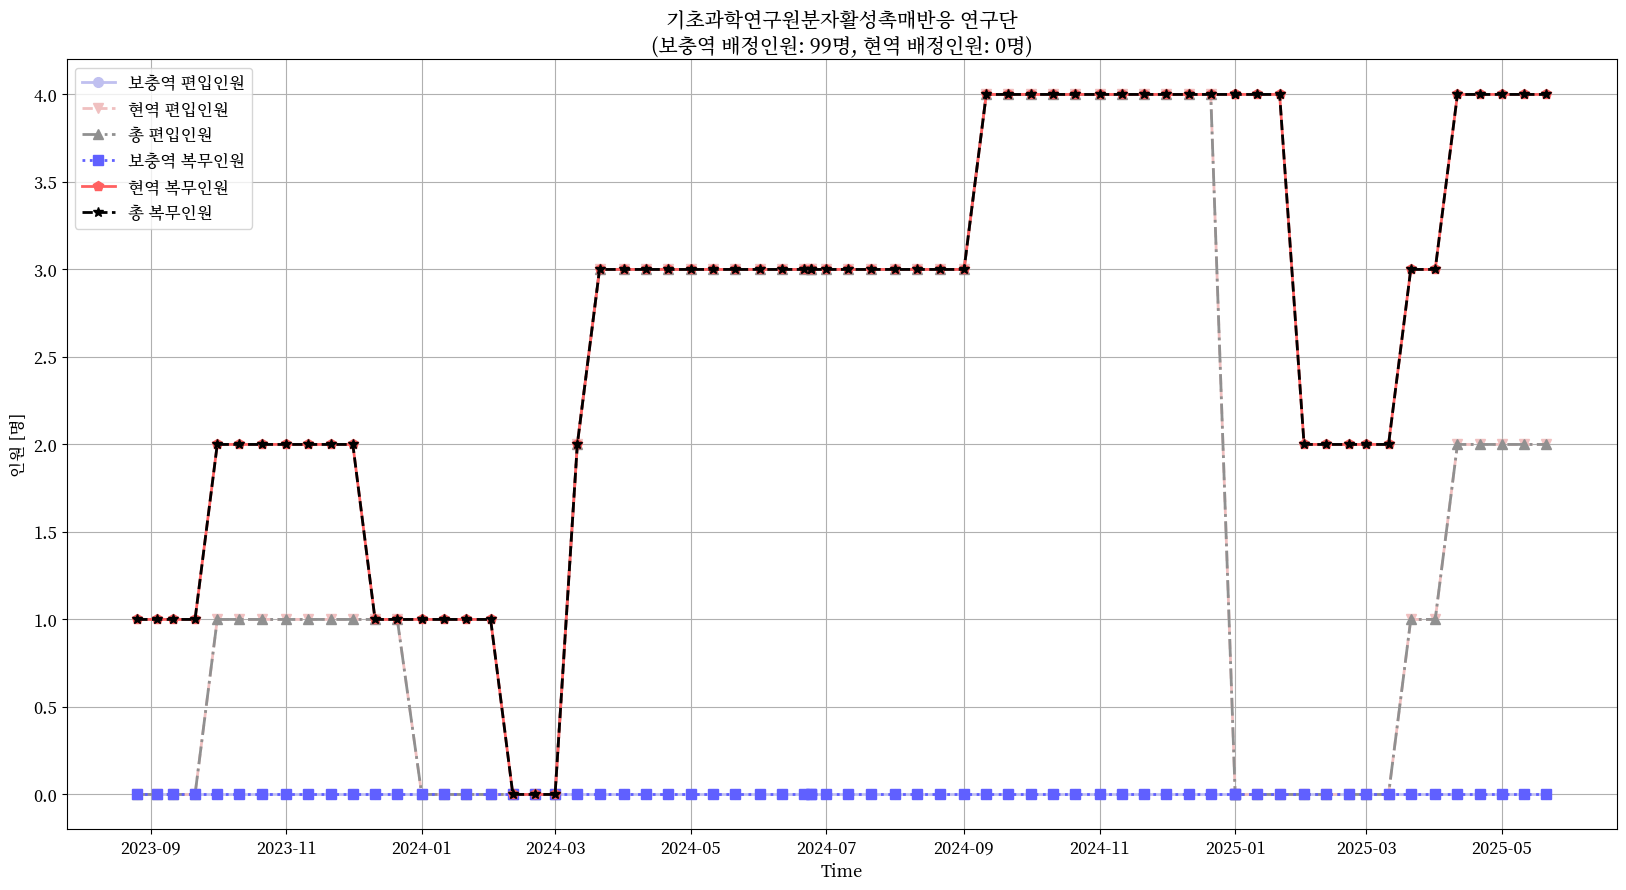 기초과학연구원분자활성촉매반응 연구단
(보충역 배정인원: 99명, 현역 배정인원: 0명)
보충역 편입인원
현역 편입인원
총 편입인원
보충역 복무인원
현역 복무인원
총 복무인원
4.0
3.5
3.0
2.5
2.0
1.5
1.0
0.5
0.0
인원 [명]
2023-09 2023-11 2024-01 2024-03 2024-05 2024-07 2024-09 2024-11 2025-01 2025-03 2025-05
Time